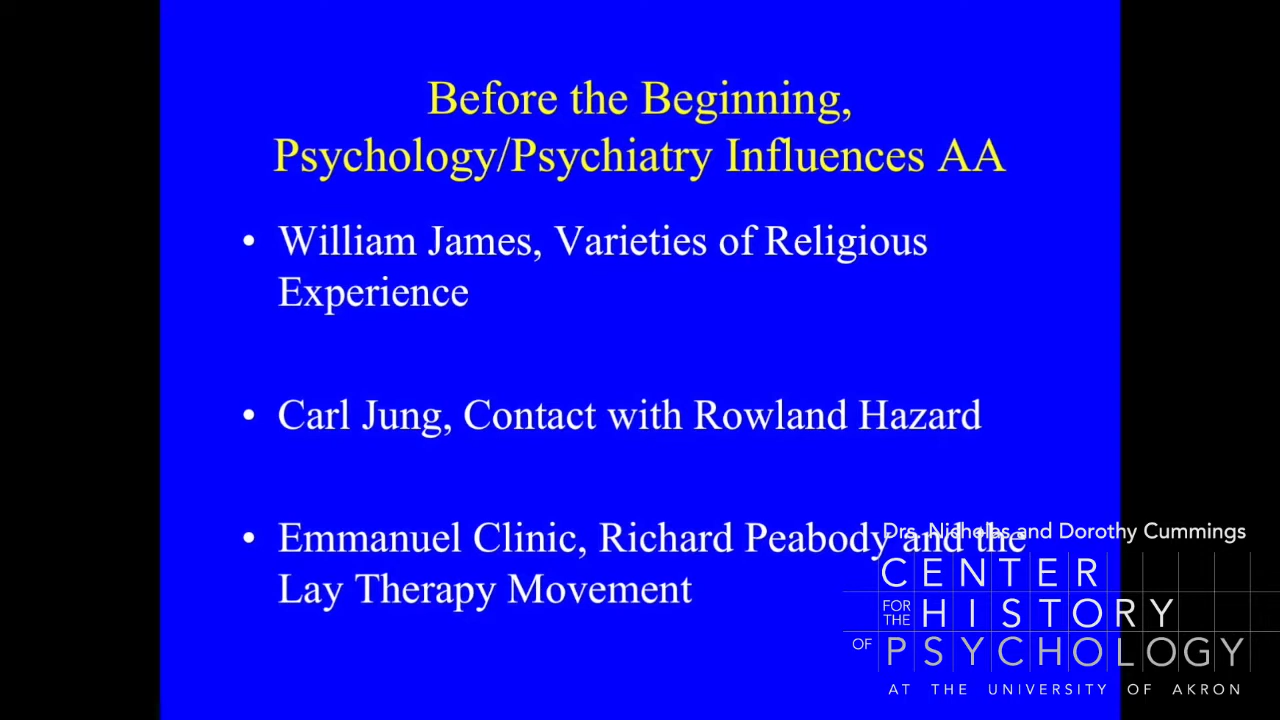 Before the Beginning,
Psychology/Psychiatry Influences AA
• William James, Varieties of Religious
Experience
• Carl Jung, Contact with Rowland Hazard
• Emmanuel Clinic, Richard Peabody and the
Lay Therapy Movement
Drs. Nicholas and Dorothy Cummings
CENTER
FOR THE HISTORY
OF PSYCHOLOGY
AT THE UNIVERSITY OF AKRON